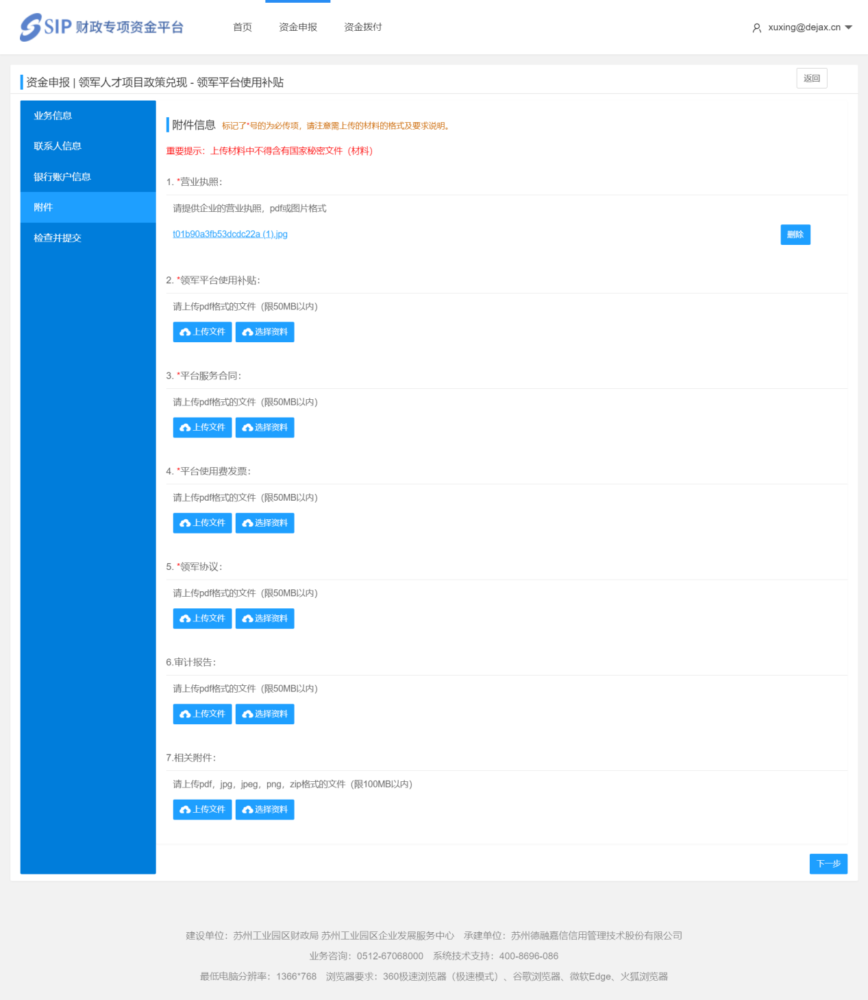 SIP 财政专项资金平台
首页 资金申报 资金拨付
xuxing@dejax.cn
资金申报 | 领军人才项目政策兑现 - 领军平台使用补贴
返回
业务信息
联系人信息
银行账户信息
附件
检查并提交
附件信息 标记了*号的为必传项，请注意需上传的材料的格式及要求说明。
重要提示：上传材料中不得含有国家秘密文件（材料）
1. *营业执照：
请提供企业的营业执照，pdf或图片格式
t01b90a3fb53dcdc22a (1).jpg
删除
2. *领军平台使用补贴：
请上传pdf格式的文件（限50MB以内）
上传文件 选择资料
3. *平台服务合同：
请上传pdf格式的文件（限50MB以内）
上传文件 选择资料
4. *平台使用费发票：
请上传pdf格式的文件（限50MB以内）
上传文件 选择资料
5. *领军协议：
请上传pdf格式的文件（限50MB以内）
上传文件 选择资料
6.审计报告：
请上传pdf格式的文件（限50MB以内）
上传文件 选择资料
7.相关附件：
请上传pdf，jpg，jpeg，png，zip格式的文件（限100MB以内）
上传文件 选择资料
下一步
建设单位：苏州工业园区财政局 苏州工业园区企业发展服务中心 承建单位：苏州德融嘉信信用管理技术股份有限公司
业务咨询：0512-67068000 系统技术支持：400-8696-086
最低电脑分辨率：1366*768 浏览器要求：360极速浏览器（极速模式）、谷歌浏览器、微软Edge、火狐浏览器